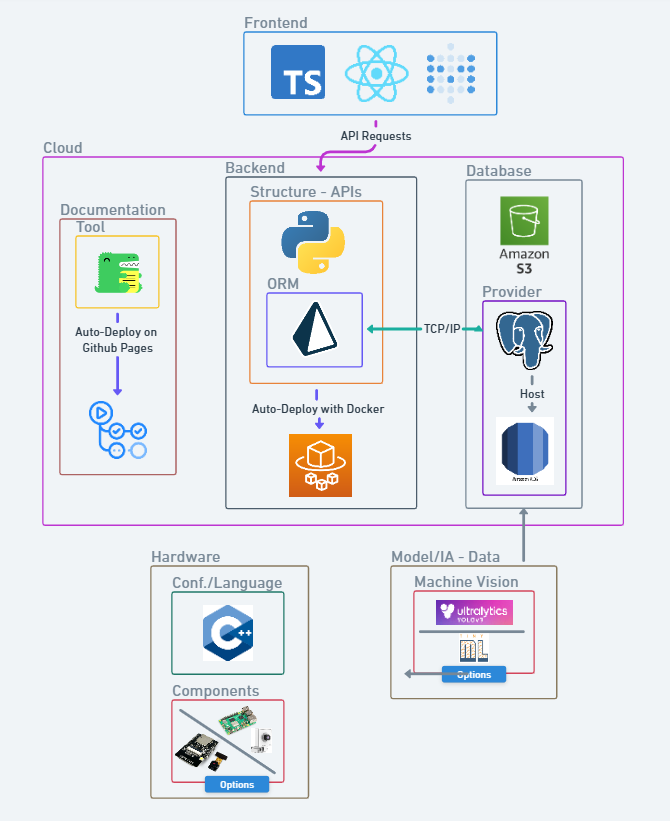 Frontend
TS
API Requests
Cloud
Backend
Database
Structure - APIs
Documentation
Tool
Amazon
S3
ORM
Provider
TCP/IP
Auto-Deploy on
Github Pages
Host
Auto-Deploy with Docker
Amazon RDS
Hardware
Model/IA - Data
Conf./Language
Machine Vision
ultralytics
YOLOv8
C++
ML
Options
Components
Options